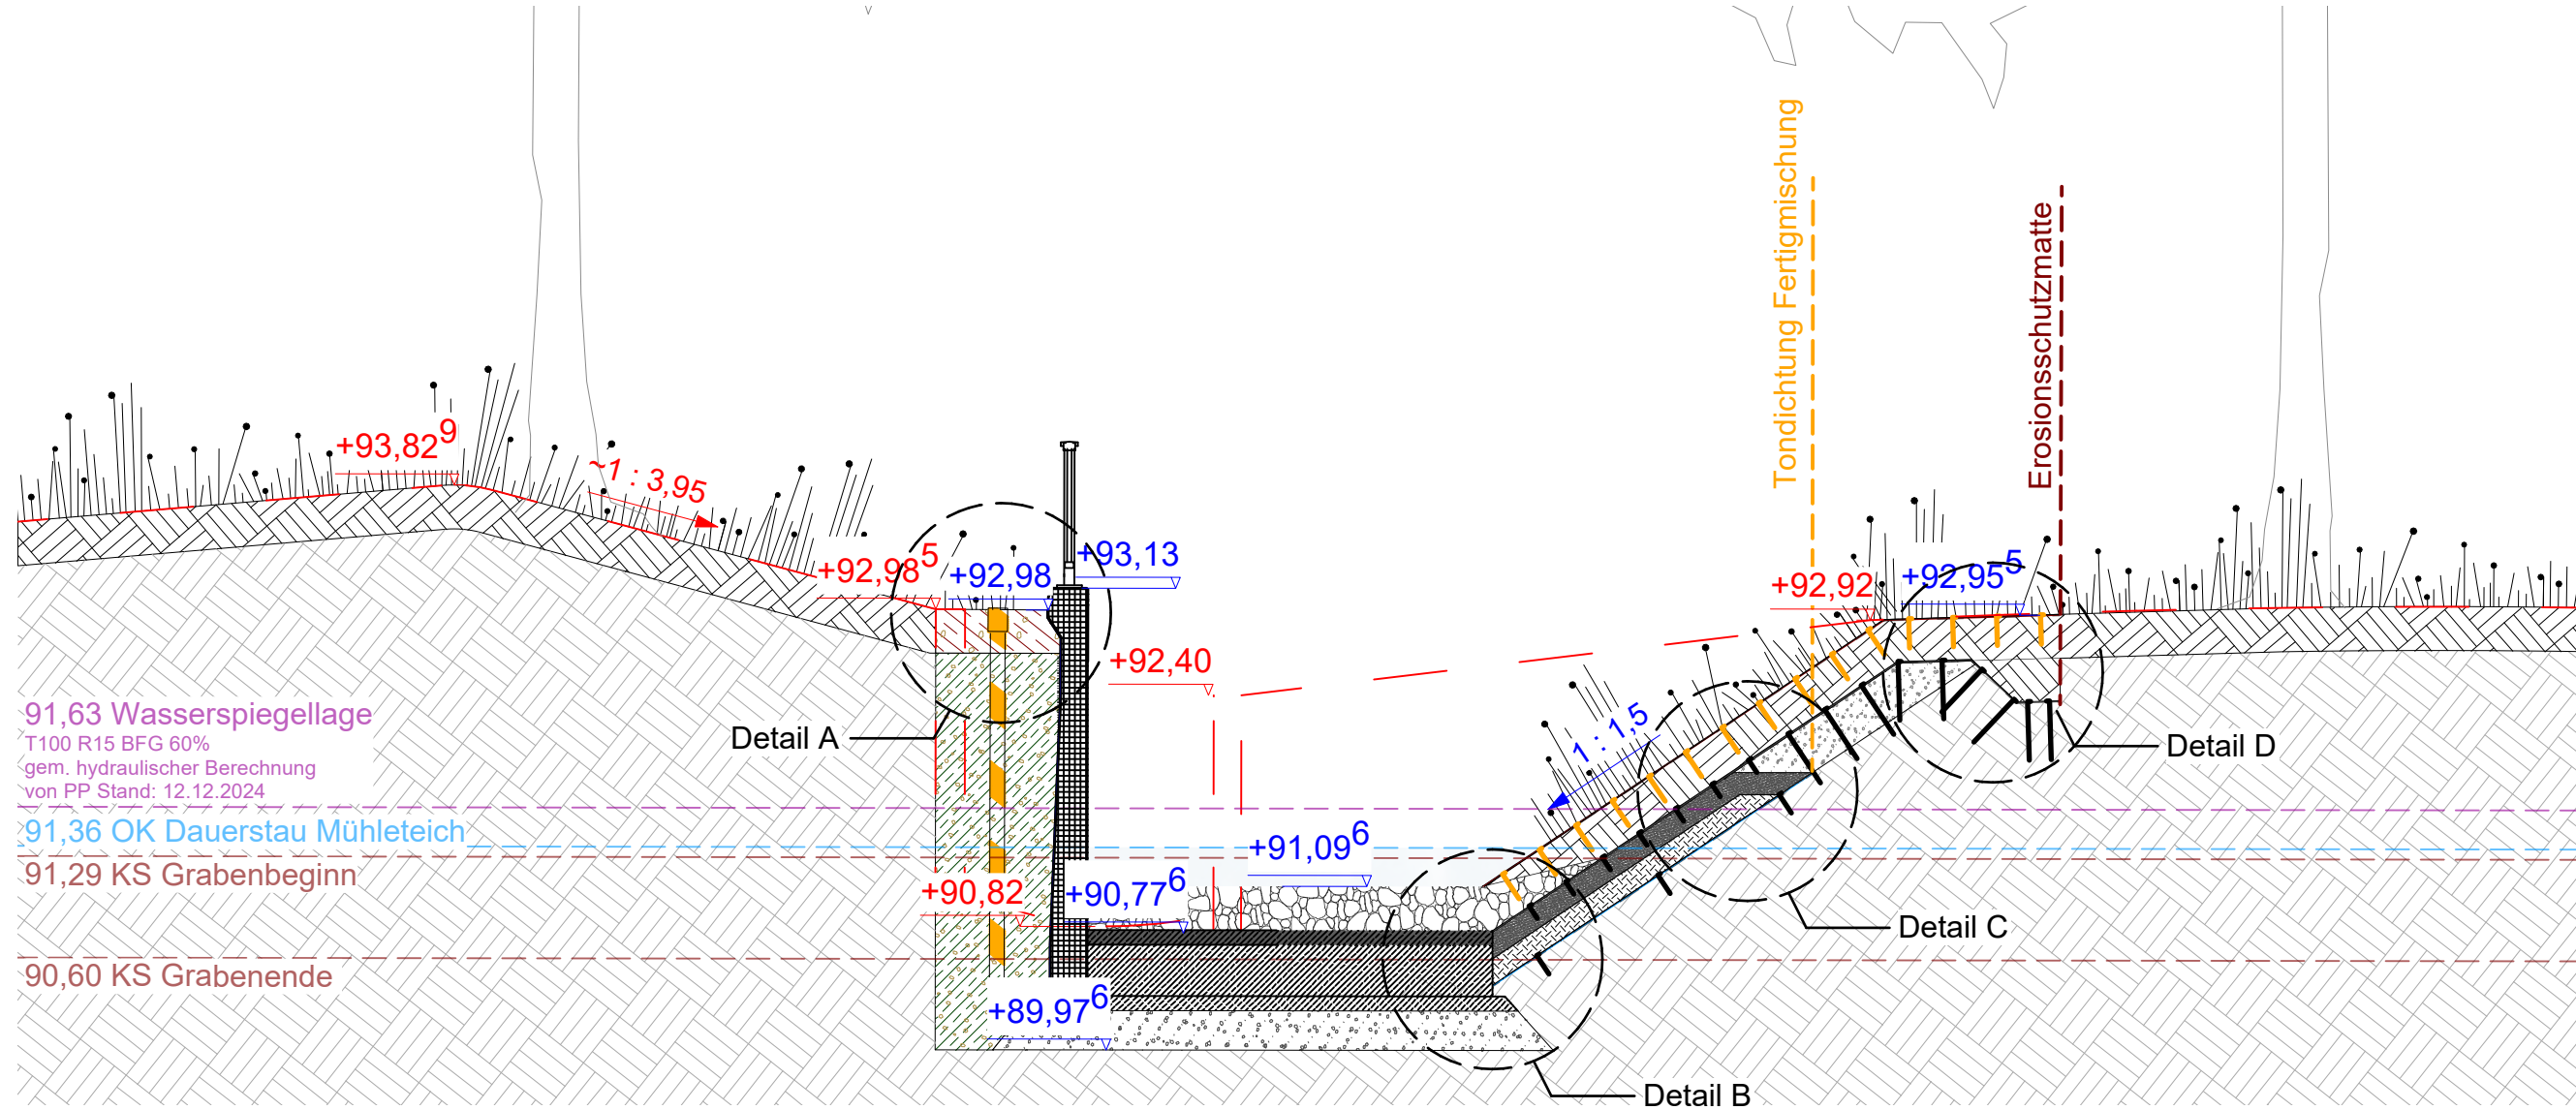 Tondichtung Fertigmischung
Erosionsschutzmatte
+93,82⁹
~1 : 3,95
+92,98⁵
+92,98
+93,13
+92,92
+92,95⁵
+92,40
1 : 1,5
Detail A
Detail D
91,63 Wasserspiegellage
T100 R15 BFG 60%
gem. hydraulischer Berechnung
von PP Stand: 12.12.2024
91,36 OK Dauerstau Mühleteich
91,29 KS Grabenbeginn
+91,09⁶
+90,82
+90,77⁶
Detail C
90,60 KS Grabenende
+89,97⁶
Detail B